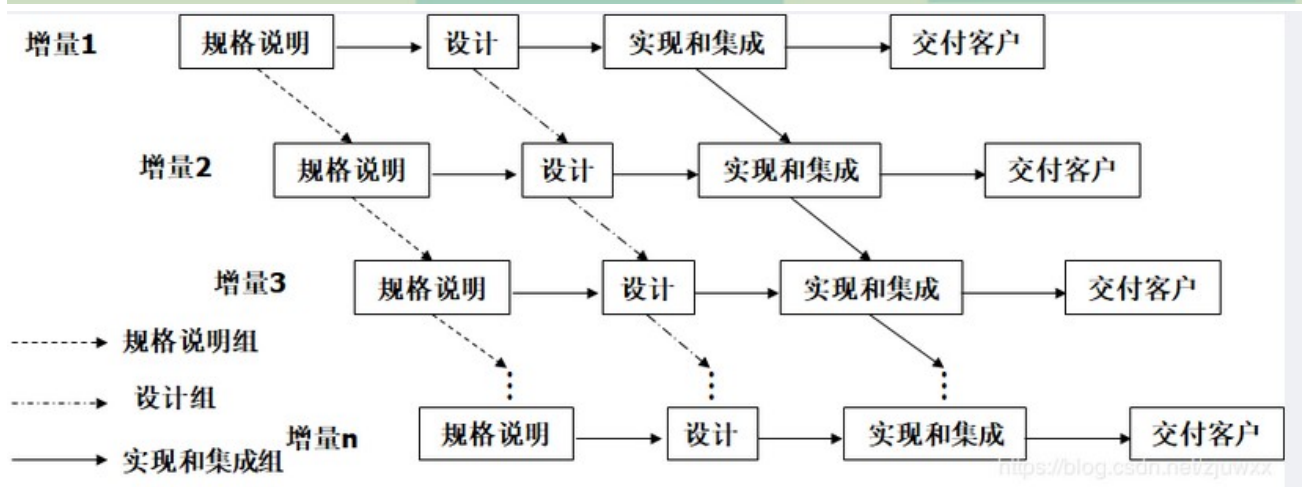 增量1 规格说明 设计 实现和集成 交付客户
增量2 规格说明 设计 实现和集成 交付客户
增量3 规格说明 设计 实现和集成 交付客户
规格说明组
设计组
增量n 规格说明 设计 实现和集成 交付客户
实现和集成组
https://blog.csdn.net/zjuwxx